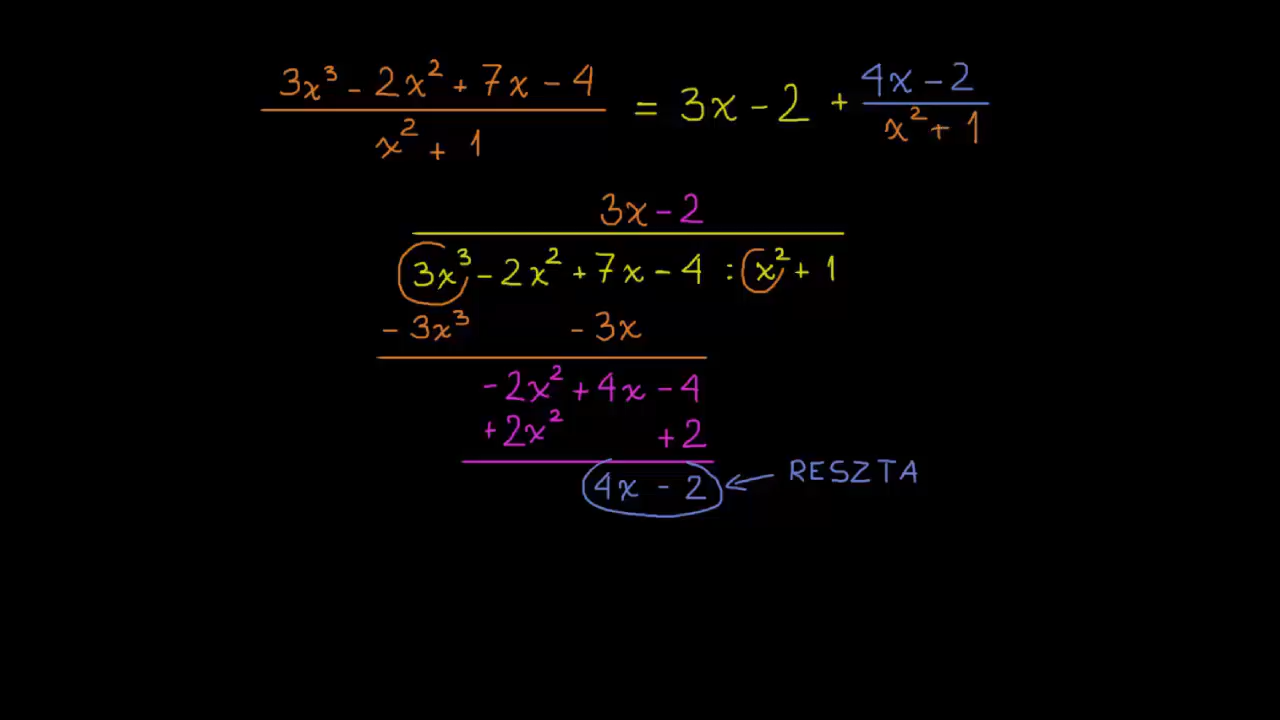 3x³ - 2x² + 7x - 4
x² + 1
= 3x - 2 +
4x - 2
x² + 1
3x - 2
3x³ - 2x² + 7x - 4 : x² + 1
- 3x³ - 3x
- 2x² + 4x - 4
+ 2x² + 2
4x - 2 ← RESZTA